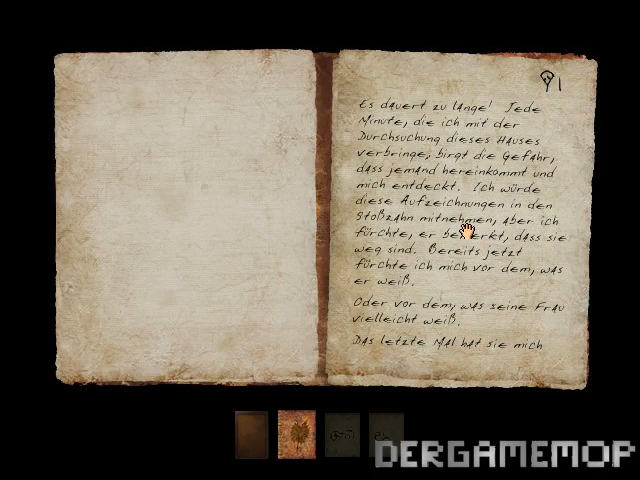 1
Es dauert zu lange! Jede
Minute, die ich mit der
Durchsuchung dieses Hauses
verbringe, birgt die Gefahr,
dass jemand hereinkommt und
mich entdeckt. Ich würde
diese Aufzeichnungen in den
Stoßzahn mitnehmen, aber ich
fürchte, er bemerkt, dass sie
weg sind. Bereits jetzt
fürchte ich mich vor dem, was
er weiß.
Oder vor dem, was seine Frau
vielleicht weiß.
Das letzte Mal hat sie mich
DERGAMEMOP